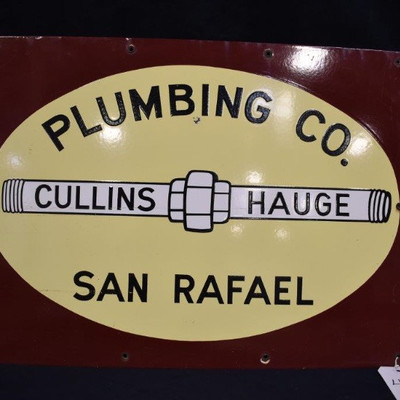 PLUMBING CO.
CULLINS HAUGE
SAN RAFAEL